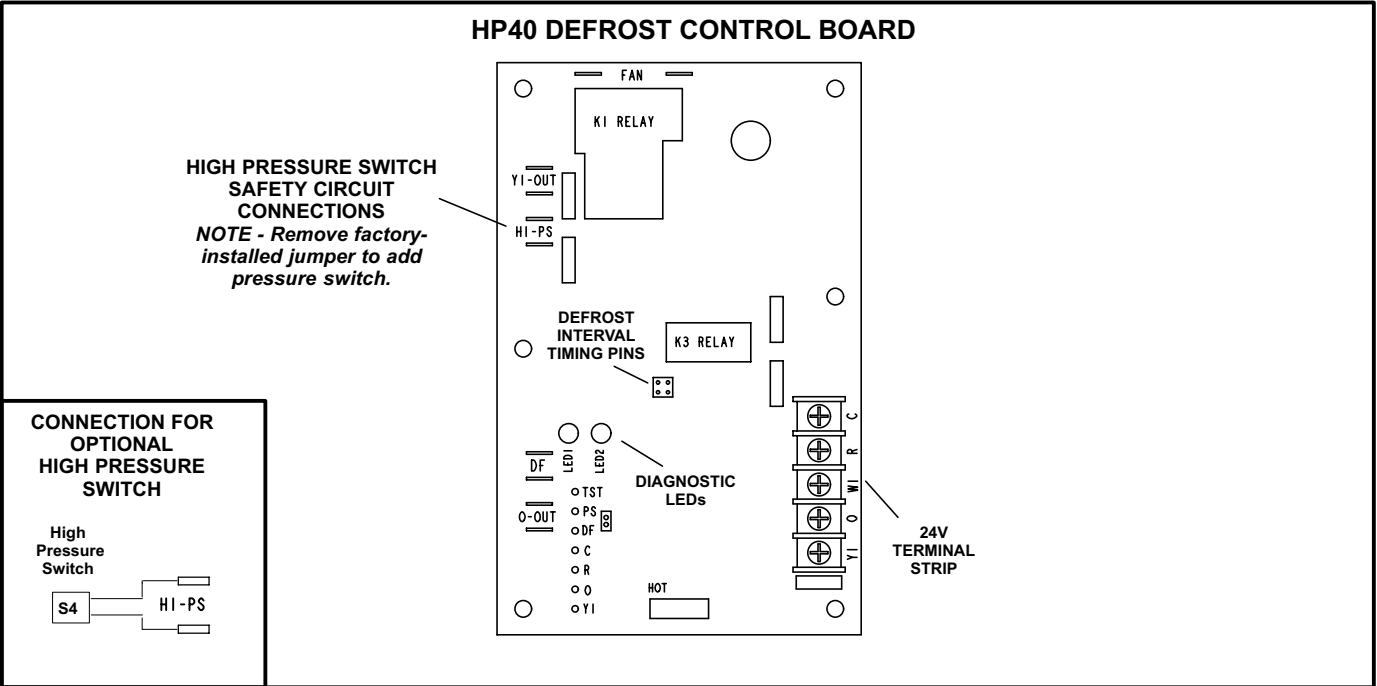 HP40 DEFROST CONTROL BOARD
FAN
K1 RELAY
HIGH PRESSURE SWITCH
SAFETY CIRCUIT
CONNECTIONS
NOTE - Remove factory-
installed jumper to add
pressure switch.
Y1-OUT
HI-PS
DEFROST
INTERVAL
TIMING PINS
K3 RELAY
LED1
LED2
DIAGNOSTIC
LEDs
DF
O-OUT
TST
PS
DF
C
R
O
Y1
HOT
C
R
W1
O
Y1
24V
TERMINAL
STRIP
CONNECTION FOR
OPTIONAL
HIGH PRESSURE
SWITCH
High
Pressure
Switch
S4
HI-PS